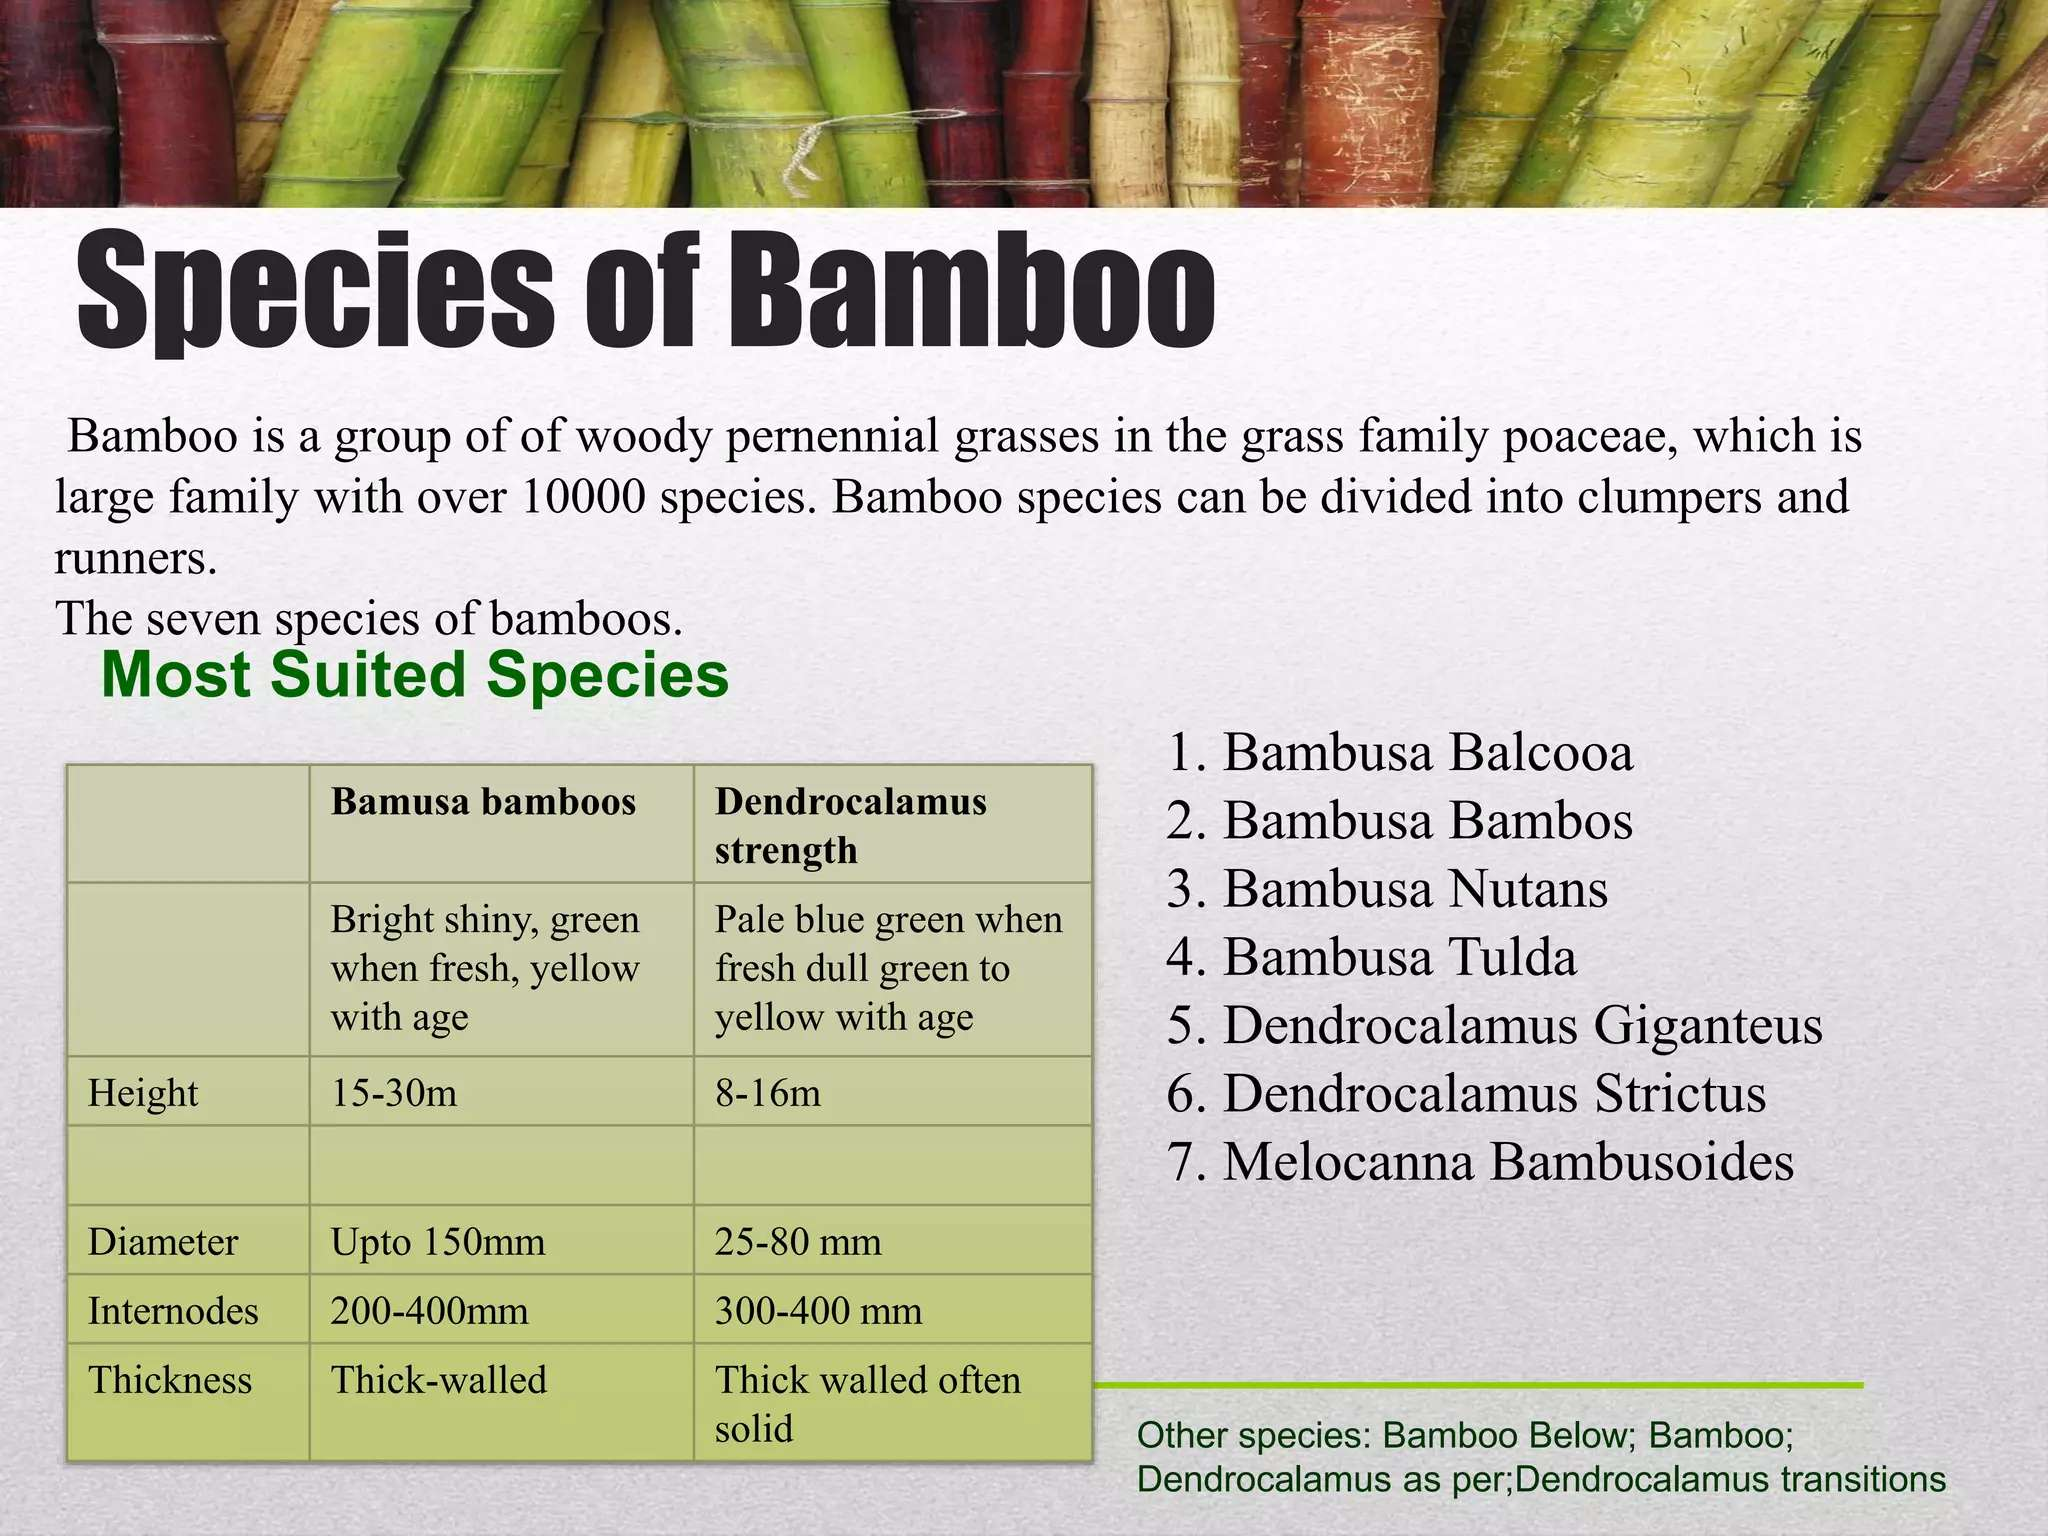 Species of Bamboo
Bamboo is a group of of woody pernennial grasses in the grass family poaceae, which is
large family with over 10000 species. Bamboo species can be divided into clumpers and
runners.
The seven species of bamboos.
Most Suited Species
Bamusa bamboos
Dendrocalamus
strength
Bright shiny, green
when fresh, yellow
with age
Pale blue green when
fresh dull green to
yellow with age
Height
15-30m
8-16m
Diameter
Upto 150mm
25-80 mm
Internodes
200-400mm
300-400 mm
Thickness
Thick-walled
Thick walled often
solid
1. Bambusa Balcooa
2. Bambusa Bambos
3. Bambusa Nutans
4. Bambusa Tulda
5. Dendrocalamus Giganteus
6. Dendrocalamus Strictus
7. Melocanna Bambusoides
Other species: Bamboo Below; Bamboo;
Dendrocalamus as per;Dendrocalamus transitions